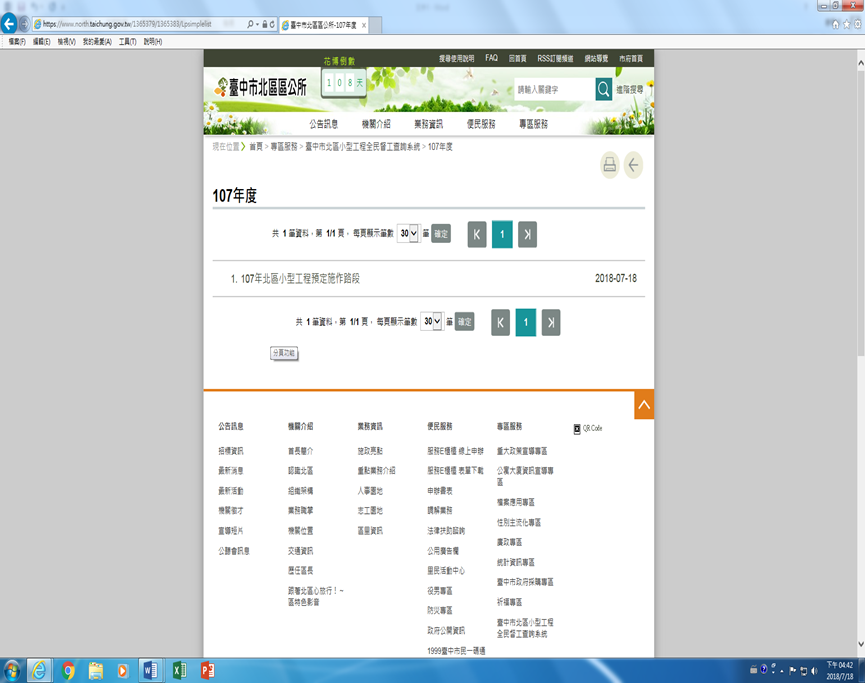 https://www.north.taichung.gov.tw/1365379/1365383/Lpsimplelist
臺中市北區區公所-107年度
檔案(F) 編輯(E) 檢視(V) 我的最愛(A) 工具(T) 說明(H)
花博倒數
搜尋使用說明 FAQ 回首頁 RSS訂閱頻道 網站導覽 市府首頁
臺中市北區區公所
108天
請輸入關鍵字
進階搜尋
公告訊息 機關介紹 業務資訊 便民服務 專區服務
現在位置 首頁 > 專區服務 > 臺中市北區小型工程全民督工查詢系統 > 107年度
107年度
共 1 筆資料，第 1/1 頁， 每頁顯示筆數 30 筆 確定
1
1. 107年北區小型工程預定施作路段 2018-07-18
共 1 筆資料，第 1/1 頁， 每頁顯示筆數 30 筆 確定
1
分頁功能
公告訊息 機關介紹 業務資訊 便民服務 專區服務
QR Code
招標資訊 首長簡介 施政亮點 服務E櫃檯 線上申辦 重大政策宣導專區
最新消息 認識北區 重點業務介紹 服務E櫃檯 表單下載 公寓大廈資訊宣導專區
最新活動 組織架構 人事園地 申辦書表 檔案應用專區
機關徵才 業務職掌 志工園地 調解業務 性別主流化專區
宣導短片 機關位置 區里資訊 法律扶助諮詢 廉政專區
公聽會訊息 交通資訊 公用廣告欄 統計資訊專區
歷任區長 里民活動中心 臺中市政府採購專區
跟著北區心旅行！~
區特色影音
役男專區 祈福專區
防災專區 臺中市北區小型工程
全民督工查詢系統
政府公開資訊
1999臺中市民一碼通
下午 04:42
2018/7/18